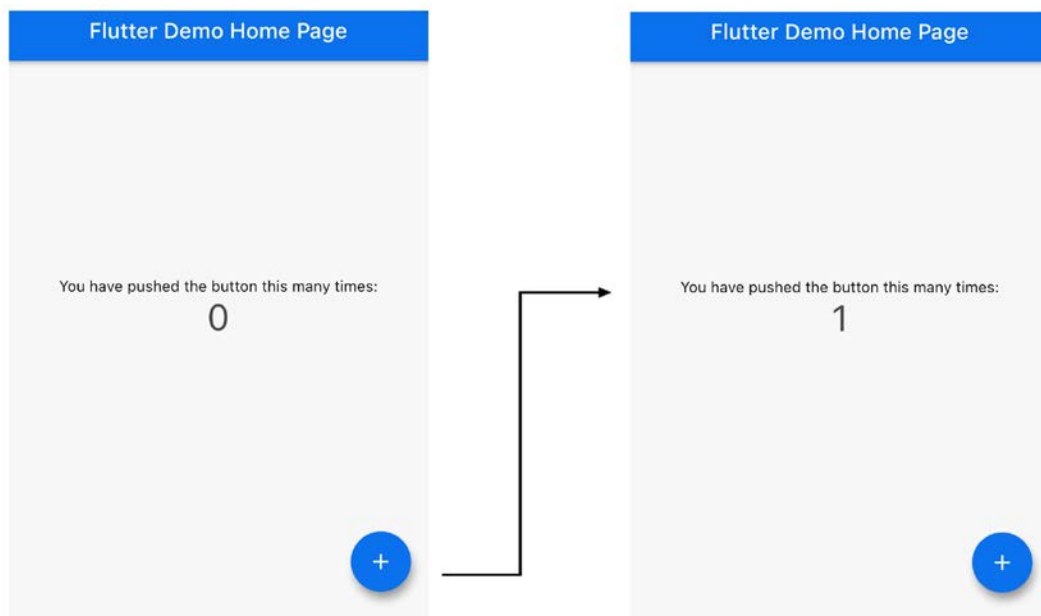 Flutter Demo Home Page
You have pushed the button this many times:
0
+
Flutter Demo Home Page
You have pushed the button this many times:
1
+